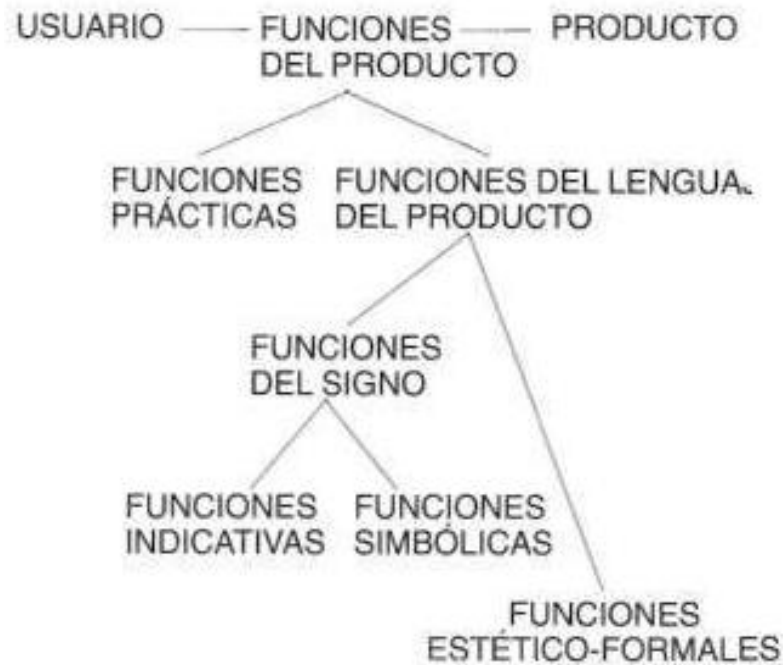 USUARIO FUNCIONES PRODUCTO
DEL PRODUCTO
FUNCIONES FUNCIONES DEL
PRÁCTICAS DEL PRODUCTO
FUNCIONES
DEL SIGNO
FUNCIONES FUNCIONES
INDICATIVAS SIMBÓLICAS
FUNCIONES
ESTÉTICO-FORMALES